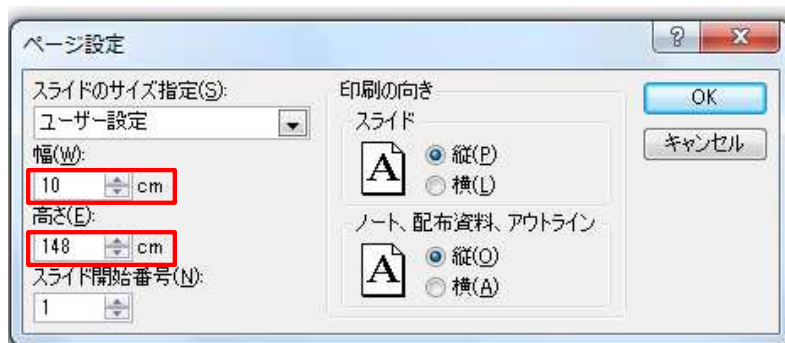 ページ設定
スライドのサイズ指定(S):
ユーザー設定
幅(W):
10 cm
高さ(E):
148 cm
スライド開始番号(N):
1
印刷の向き
スライド
A
縦(P)
横(L)
ノート、配布資料、アウトライン
A
縦(O)
横(A)
OK
キャンセル